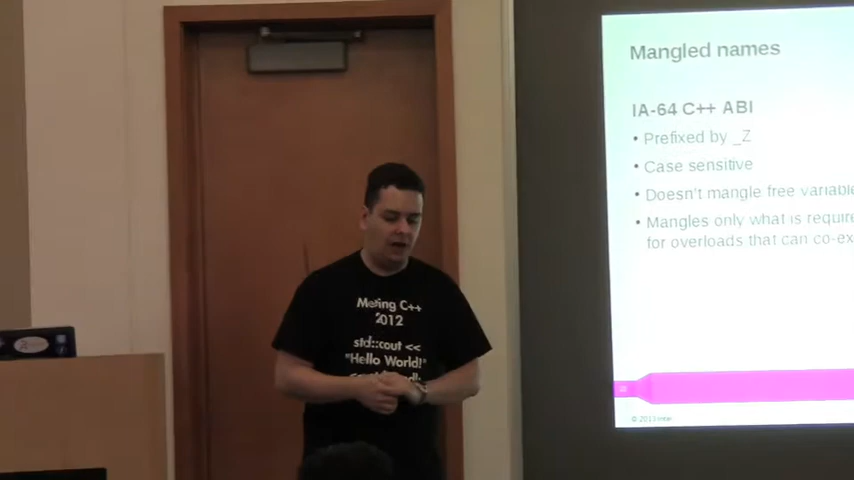 Mangled names
IA-64 C++ ABI
• Prefixed by _Z
• Case sensitive
• Doesn't mangle free variable
• Mangles only what is require
for overloads that can co-ex
© 2013
Meeting C++
2012
std::cout <<
"Hello World!"